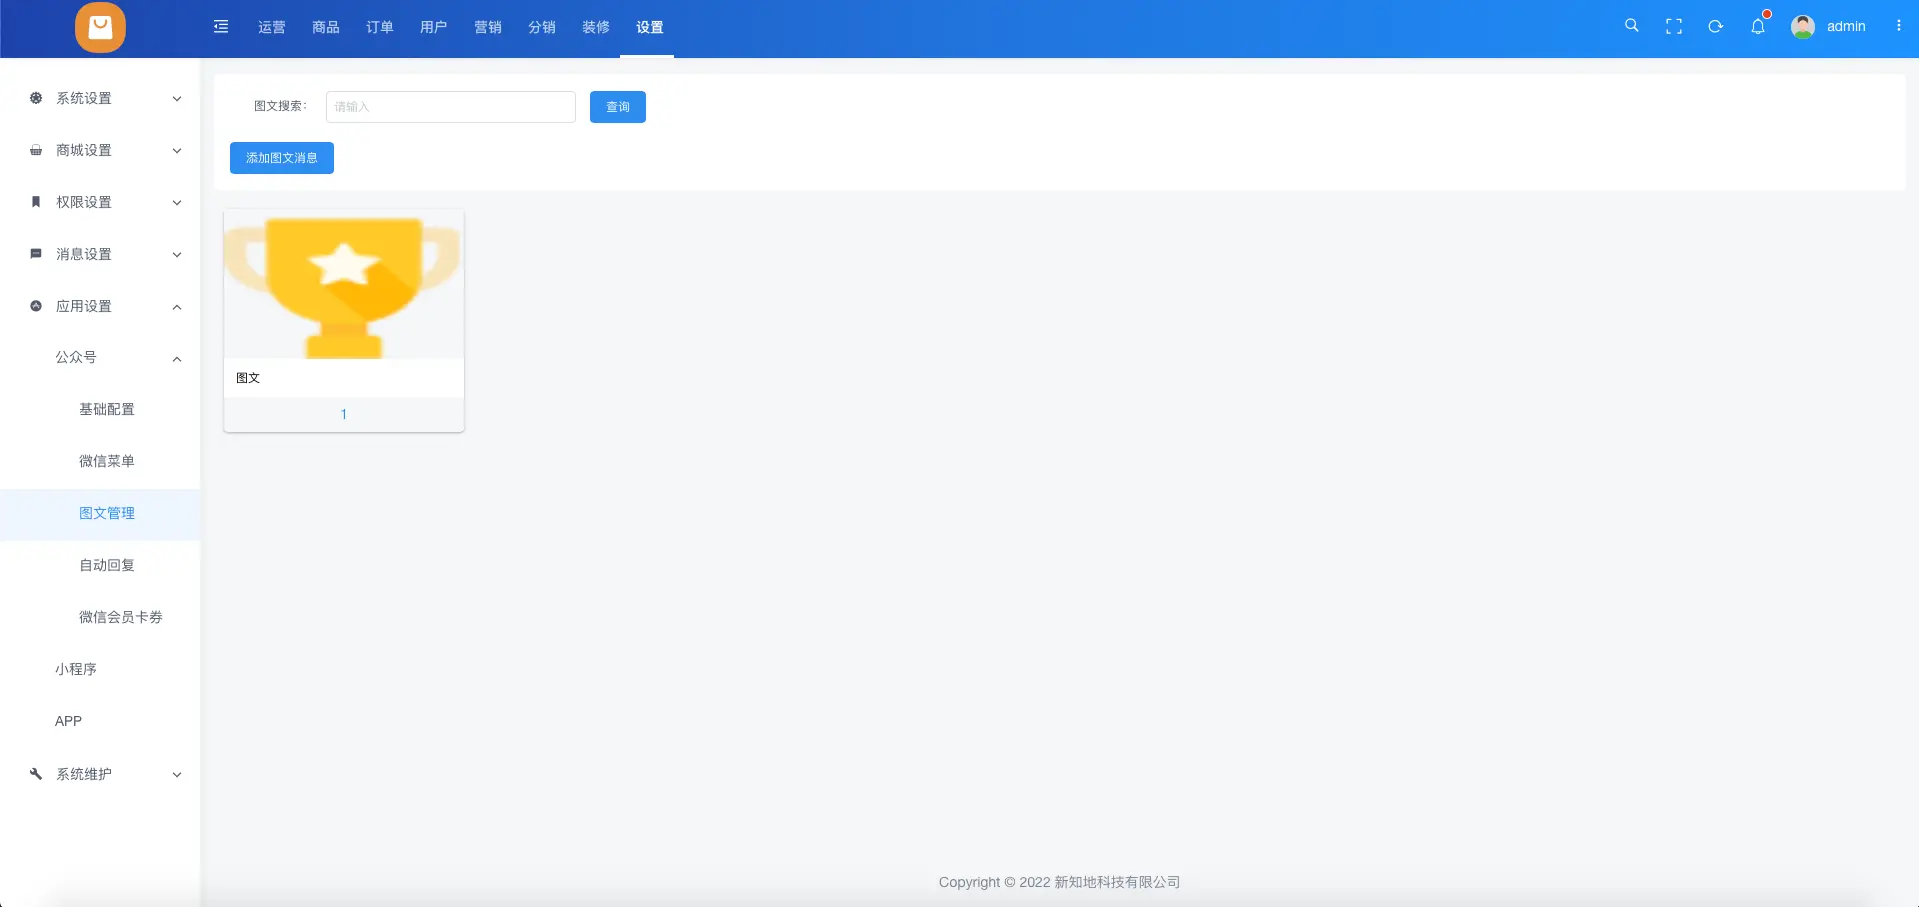 运营 商品 订单 用户 营销 分销 装修 设置 admin
系统设置
商城设置
权限设置
消息设置
应用设置
公众号
基础配置
微信菜单
图文管理
自动回复
微信会员卡券
小程序
APP
系统维护
图文搜索: 请输入 查询
添加图文消息
图文
1
Copyright © 2022 新知地科技有限公司